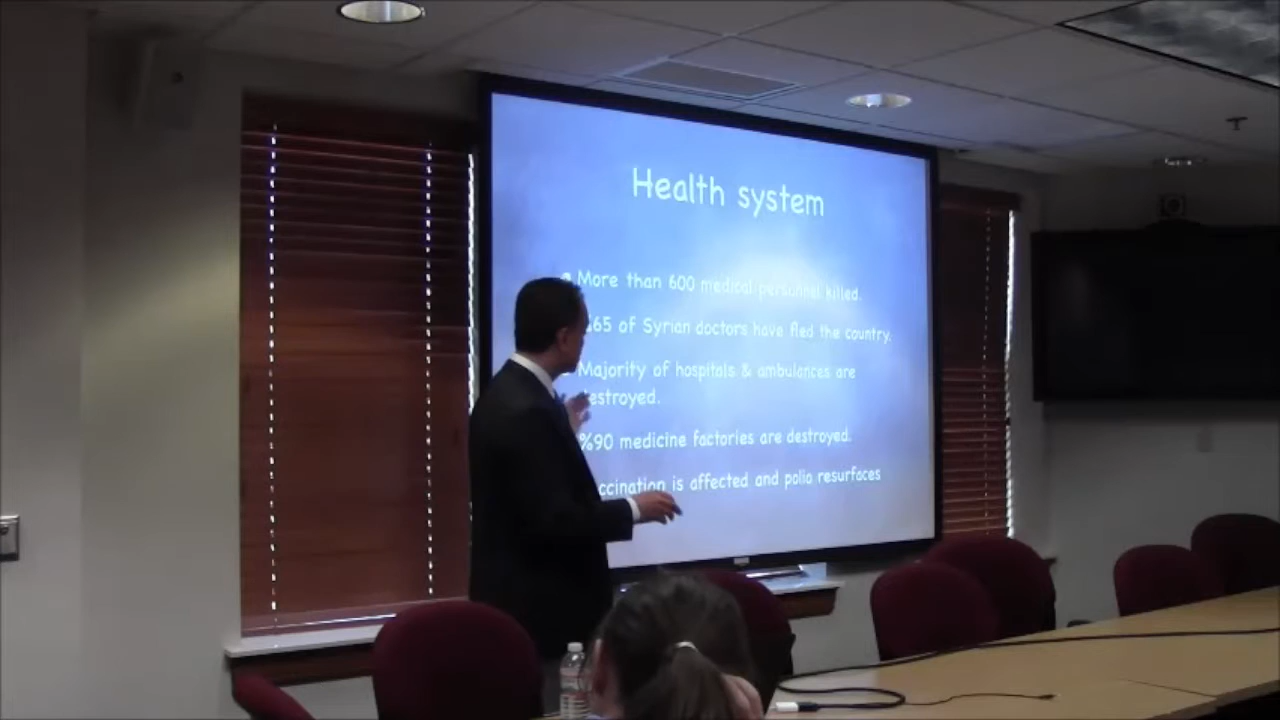 Health system
More than 600 medical personnel killed.
65 of Syrian doctors have fled the country.
Majority of hospitals & ambulances are
destroyed.
%90 medicine factories are destroyed.
is affected and polio resurfaces